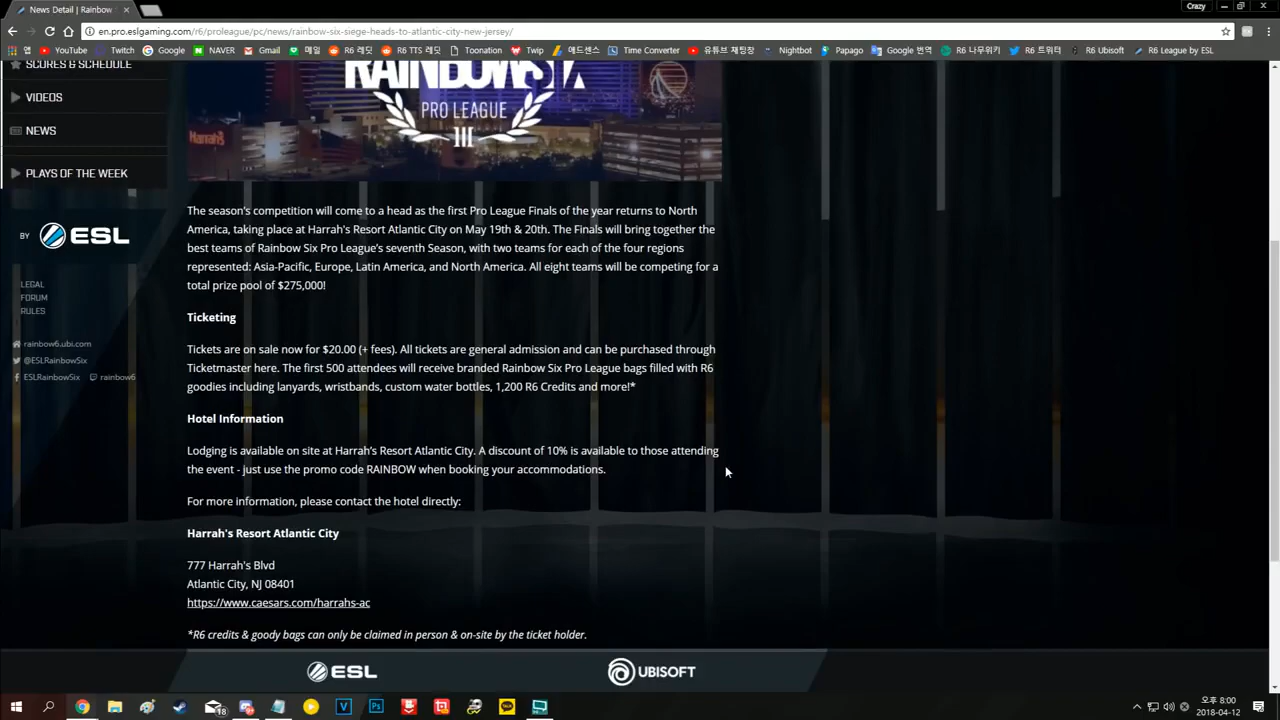 News Detail | Rainbow
Crazy
en.pro.eslgaming.com/r6/proleague/pc/news/rainbow-six-siege-heads-to-atlantic-city-new-jersey/
앱 YouTube Twitch Google NAVER Gmail 메일 R6 레딧 R6 TTS 레딧 Toonation Twip 애드센스 Time Converter 유튜브 채팅창 Nightbot Papago Google 번역 R6 나무위키 R6 트위터 R6 Ubisoft R6 League by ESL
SCORES & SCHEDULE
VIDEOS
NEWS
PLAYS OF THE WEEK
BY ESL
LEGAL
FORUM
RULES
rainbow6.ubi.com
@ESLRainbowSix
ESLRainbowSix rainbow6
RAINBOWSIX
PRO LEAGUE
III
Harrah's
The season's competition will come to a head as the first Pro League Finals of the year returns to North
America, taking place at Harrah's Resort Atlantic City on May 19th & 20th. The Finals will bring together the
best teams of Rainbow Six Pro League's seventh Season, with two teams for each of the four regions
represented: Asia-Pacific, Europe, Latin America, and North America. All eight teams will be competing for a
total prize pool of $275,000!
Ticketing
Tickets are on sale now for $20.00 (+ fees). All tickets are general admission and can be purchased through
Ticketmaster here. The first 500 attendees will receive branded Rainbow Six Pro League bags filled with R6
goodies including lanyards, wristbands, custom water bottles, 1,200 R6 Credits and more!*
Hotel Information
Lodging is available on site at Harrah's Resort Atlantic City. A discount of 10% is available to those attending
the event - just use the promo code RAINBOW when booking your accommodations.
For more information, please contact the hotel directly:
Harrah's Resort Atlantic City
777 Harrah's Blvd
Atlantic City, NJ 08401
https://www.caesars.com/harrahs-ac
*R6 credits & goody bags can only be claimed in person & on-site by the ticket holder.
ESL
UBISOFT
18
TALK
오후 8:00
2018-04-12